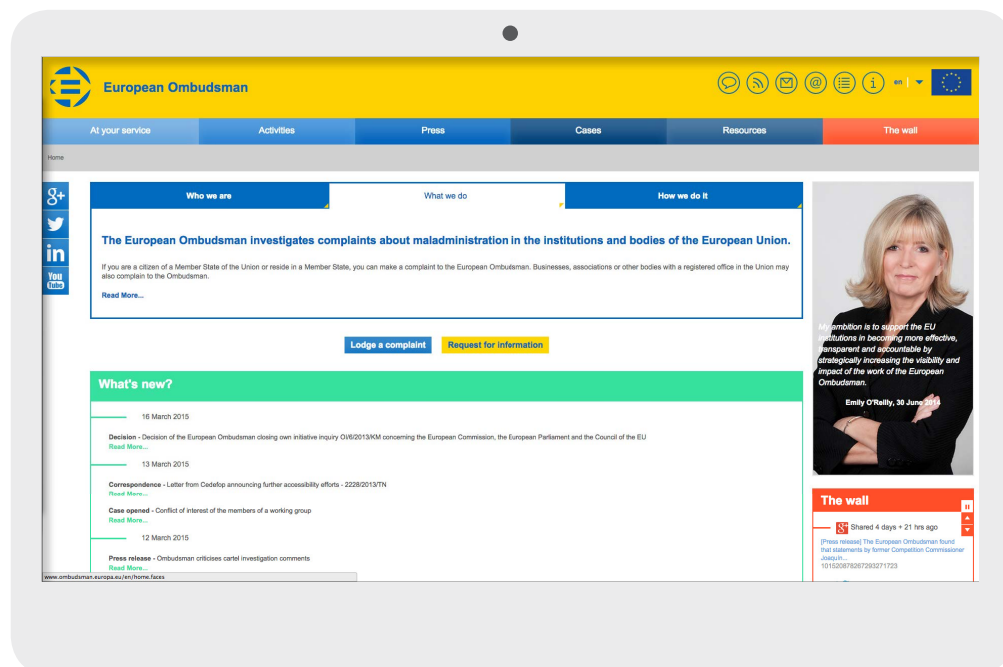 European Ombudsman
en
At your service
Activities
Press
Cases
Resources
The wall
Home
g+
in
You
Tube
Who we are
What we do
How we do it
The European Ombudsman investigates complaints about maladministration in the institutions and bodies of the European Union.
If you are a citizen of a Member State of the Union or reside in a Member State, you can make a complaint to the European Ombudsman. Businesses, associations or other bodies with a registered office in the Union may
also complain to the Ombudsman.
Read More...
Lodge a complaint
Request for information
My ambition is to support the EU
institutions in becoming more effective,
transparent and accountable by
strategically increasing the visibility and
impact of the work of the European
Ombudsman.
Emily O'Reilly, 30 June 2014
What's new?
16 March 2015
Decision - Decision of the European Ombudsman closing own initiative inquiry OI/6/2013/KM concerning the European Commission, the European Parliament and the Council of the EU
Read More...
13 March 2015
Correspondence - Letter from Cedefop announcing further accessibility efforts - 2228/2013/TN
Read More...
Case opened - Conflict of interest of the members of a working group
Read More...
12 March 2015
Press release - Ombudsman criticises cartel investigation comments
Read More...
The wall
Shared 4 days + 21 hrs ago
[Press release] The European Ombudsman found
that statements by former Competition Commissioner
Joaquín...
101520878267293271723
www.ombudsman.europa.eu/en/home.faces